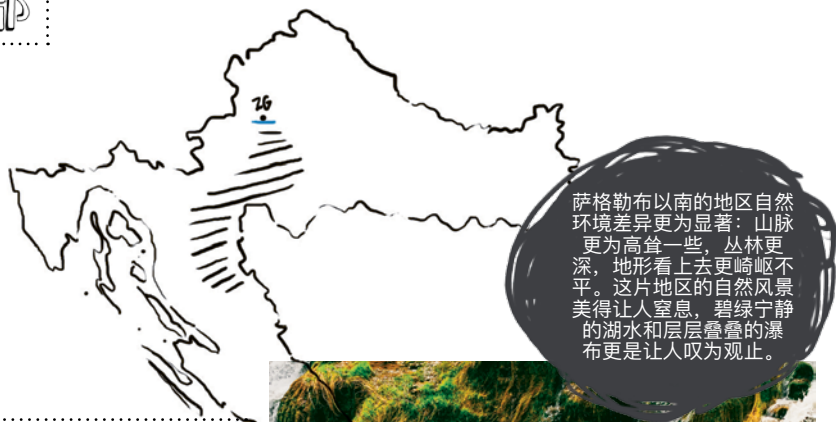 ZG
萨格勒布以南的地区自然
环境差异更为显著：山脉
更为高耸一些，丛林更
深，地形看上去更崎岖不
平。这片地区的自然风景
美得让人窒息，碧绿宁静
的湖水和层层叠叠的瀑
布更是让人叹为观止。